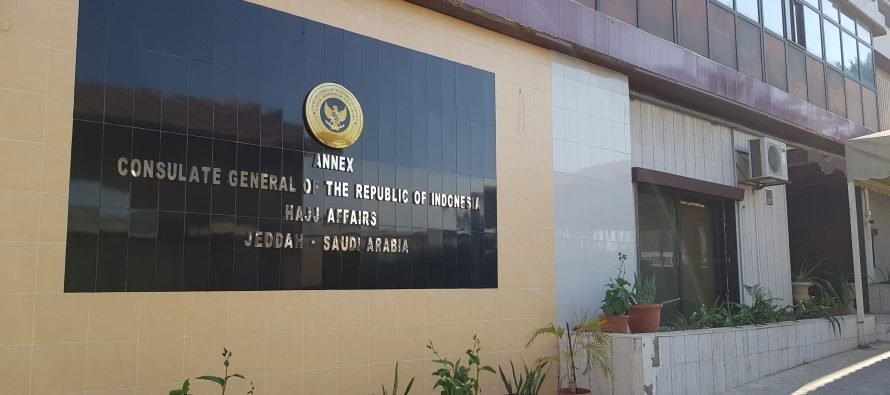 ANNEX
CONSULATE GENERAL OF THE REPUBLIC OF INDONESIA
HAJJ AFFAIRS
JEDDAH - SAUDI ARABIA